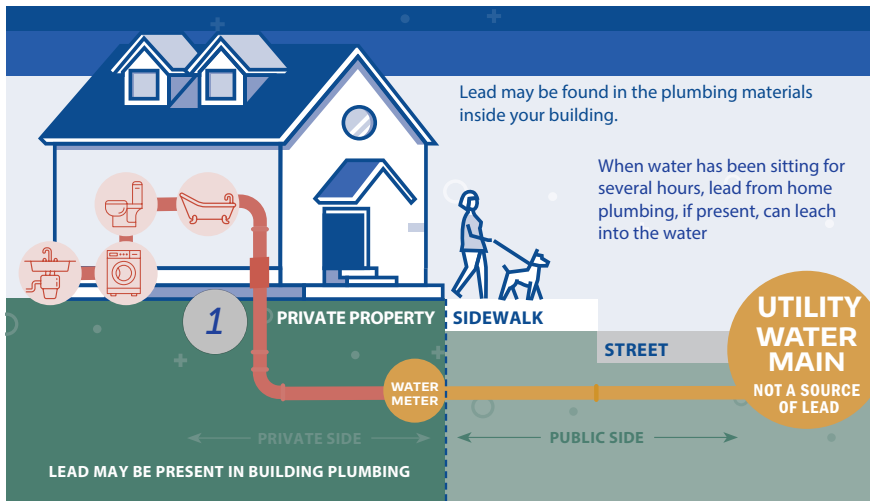 Lead may be found in the plumbing materials
inside your building.
When water has been sitting for
several hours, lead from home
plumbing, if present, can leach
into the water
1
PRIVATE PROPERTY
SIDEWALK
STREET
UTILITY
WATER
MAIN
NOT A SOURCE
OF LEAD
WATER
METER
PRIVATE SIDE
PUBLIC SIDE
LEAD MAY BE PRESENT IN BUILDING PLUMBING